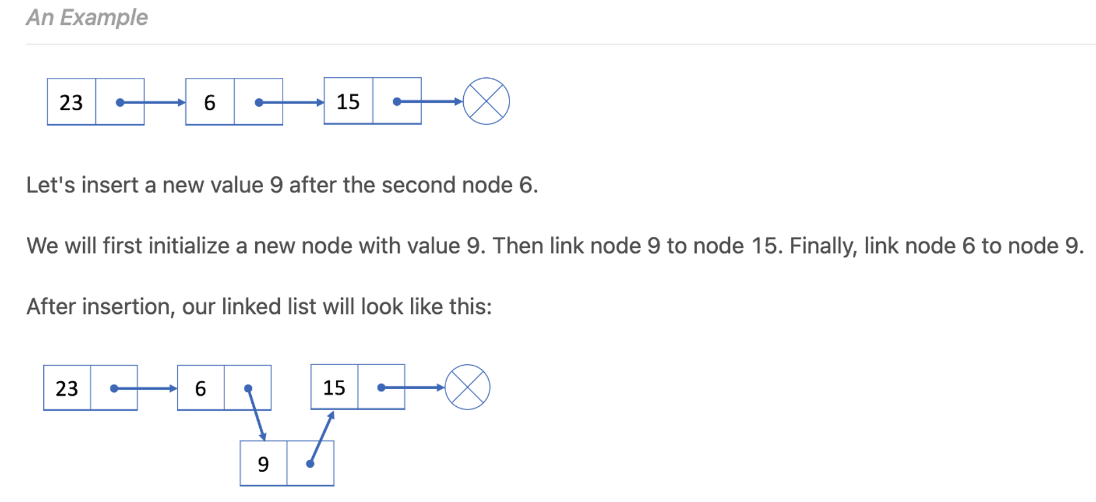 An Example
23 6 15
Let's insert a new value 9 after the second node 6.
We will first initialize a new node with value 9. Then link node 9 to node 15. Finally, link node 6 to node 9.
After insertion, our linked list will look like this:
23 6 15
9